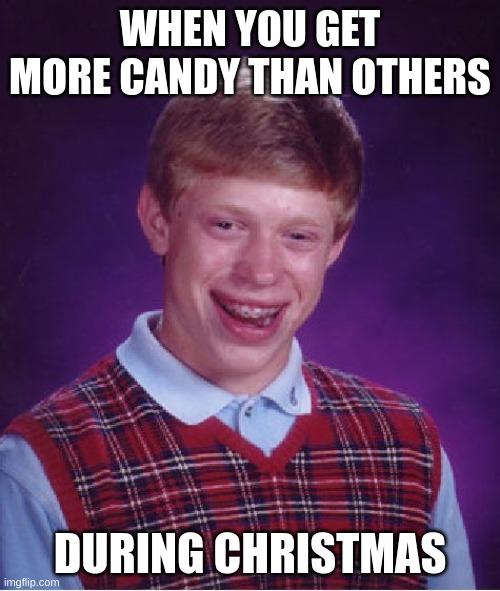 WHEN YOU GET
MORE CANDY THAN OTHERS
DURING CHRISTMAS
imgflip.com